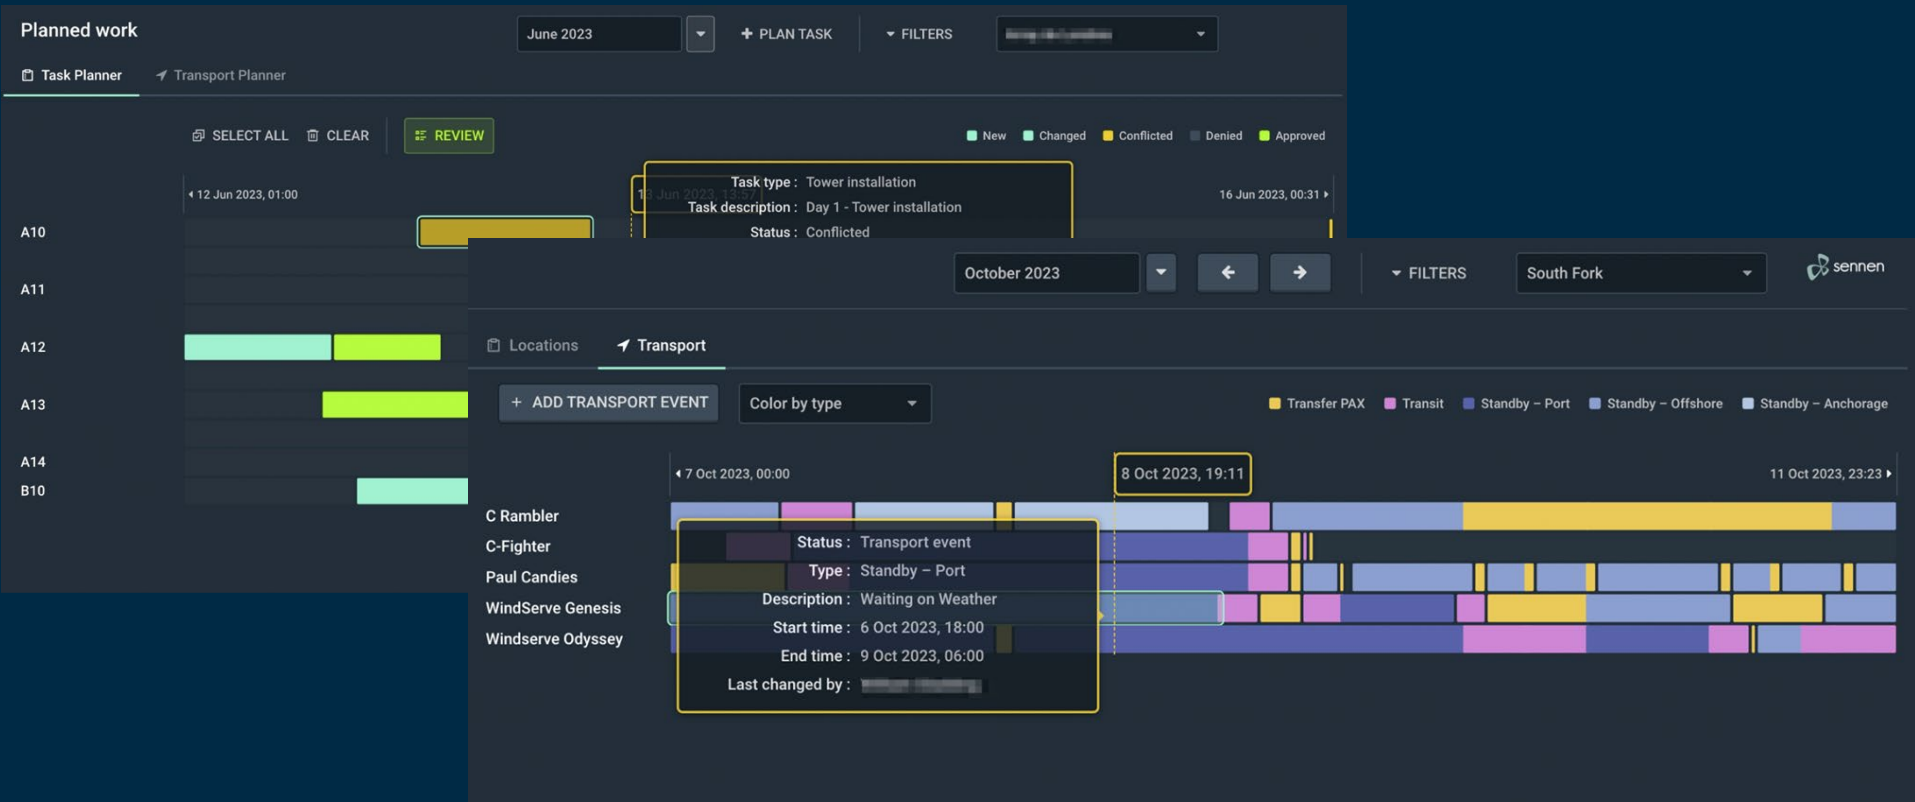 Planned work
June 2023
+ PLAN TASK
FILTERS
Task Planner
Transport Planner
SELECT ALL
CLEAR
REVIEW
New
Changed
Conflicted
Denied
Approved
12 Jun 2023, 01:00
13 Jun 2023, 13:57
16 Jun 2023, 00:31
Task type : Tower installation
Task description : Day 1 - Tower installation
Status : Conflicted
A10
A11
A12
A13
A14
B10
October 2023
FILTERS
South Fork
sennen
Locations
Transport
+ ADD TRANSPORT EVENT
Color by type
Transfer PAX
Transit
Standby – Port
Standby – Offshore
Standby – Anchorage
7 Oct 2023, 00:00
8 Oct 2023, 19:11
11 Oct 2023, 23:23
C Rambler
C-Fighter
Paul Candies
WindServe Genesis
Windserve Odyssey
Status : Transport event
Type : Standby – Port
Description : Waiting on Weather
Start time : 6 Oct 2023, 18:00
End time : 9 Oct 2023, 06:00
Last changed by :